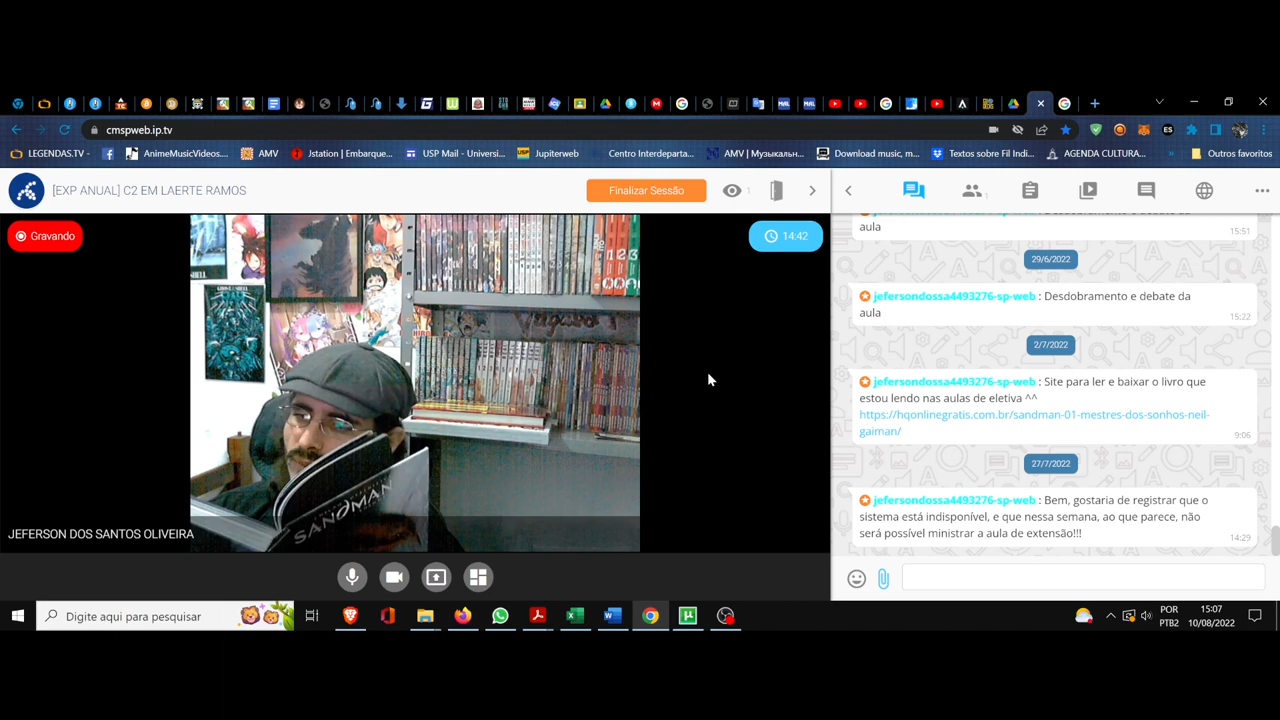 cmspweb.ip.tv
LEGENDAS.TV -
AnimeMusicVideos....
AMV
Jstation | Embarque...
USP Mail - Universi...
Jupiterweb
Centro Interdeparta...
AMV | Музыкальн...
Download music, m...
Textos sobre Fil Indi...
AGENDA CULTURA...
»
Outros favoritos
[EXP ANUAL] C2 EM LAERTE RAMOS
Finalizar Sessão
1
1
Gravando
14:42
SANDMAN
JEFERSON DOS SANTOS OLIVEIRA
aula
15:51
29/6/2022
jefersondossa4493276-sp-web : Desdobramento e debate da
aula
15:22
2/7/2022
jefersondossa4493276-sp-web : Site para ler e baixar o livro que
estou lendo nas aulas de eletiva ^^
https://hqonlinegratis.com.br/sandman-01-mestres-dos-sonhos-neil-
gaiman/
9:06
27/7/2022
jefersondossa4493276-sp-web : Bem, gostaria de registrar que o
sistema está indisponível, e que nessa semana, ao que parece, não
será possível ministrar a aula de extensão!!!
14:29
Digite aqui para pesquisar
POR
PTB2
15:07
10/08/2022